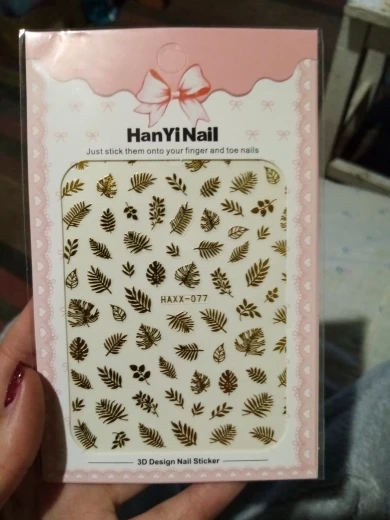 HanYiNail
Just stick them onto your finger and toe nails
HAXX-077
3D Design Nail Sticker